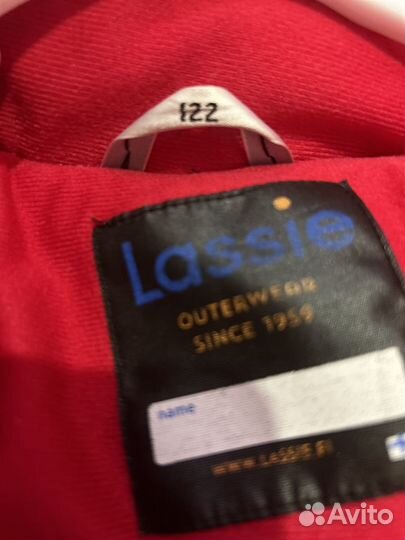 122
Lassie
OUTERWEAR
SINCE 1959
name
WWW.LASSIE.FI
Avito